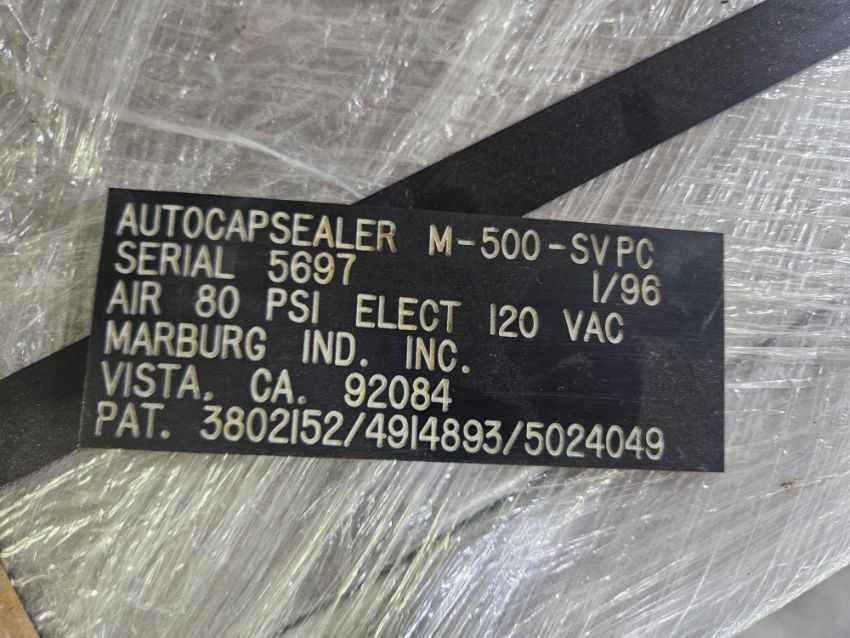 AUTOCAPSEALER M-500-SVPC
SERIAL 5697 1/96
AIR 80 PSI ELECT 120 VAC
MARBURG IND. INC.
VISTA, CA. 92084
PAT. 3802152/4914893/5024049